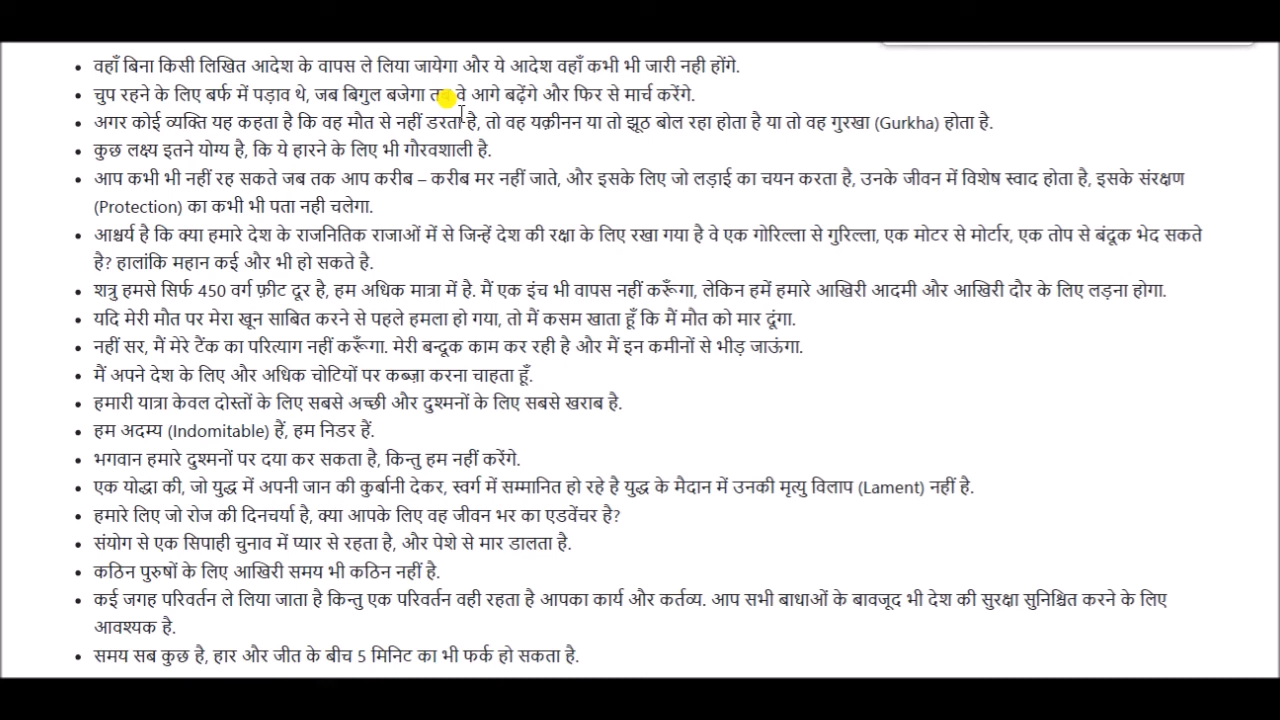 • वहाँ बिना किसी लिखित आदेश के वापस ले लिया जायेगा और ये आदेश वहाँ कभी भी जारी नही होंगे.
• चुप रहने के लिए बर्फ में पड़ाव थे, जब बिगुल बजेगा तब वे आगे बढ़ेंगे और फिर से मार्च करेंगे.
• अगर कोई व्यक्ति यह कहता है कि वह मौत से नहीं डरता है, तो वह यक़ीनन या तो झूठ बोल रहा होता है या तो वह गुरखा (Gurkha) होता है.
• कुछ लक्ष्य इतने योग्य है, कि ये हारने के लिए भी गौरवशाली है.
• आप कभी भी नहीं रह सकते जब तक आप करीब – करीब मर नहीं जाते, और इसके लिए जो लड़ाई का चयन करता है, उनके जीवन में विशेष स्वाद होता है, इसके संरक्षण
(Protection) का कभी भी पता नही चलेगा.
• आश्चर्य है कि क्या हमारे देश के राजनितिक राजाओं में से जिन्हें देश की रक्षा के लिए रखा गया है वे एक गोरिल्ला से गुरिल्ला, एक मोटर से मोर्टार, एक तोप से बंदूक भेद सकते
है? हालांकि महान कई और भी हो सकते है.
• शत्रु हमसे सिर्फ 450 वर्ग फ़ीट दूर है, हम अधिक मात्रा में है. मैं एक इंच भी वापस नहीं करूँगा, लेकिन हमें हमारे आखिरी आदमी और आखिरी दौर के लिए लड़ना होगा.
• यदि मेरी मौत पर मेरा खून साबित करने से पहले हमला हो गया, तो मैं कसम खाता हूँ कि मैं मौत को मार दूंगा.
• नहीं सर, मैं मेरे टैंक का परित्याग नहीं करूँगा. मेरी बन्दूक काम कर रही है और मैं इन कमीनों से भीड़ जाऊंगा.
• मैं अपने देश के लिए और अधिक चोटियों पर कब्ज़ा करना चाहता हूँ.
• हमारी यात्रा केवल दोस्तों के लिए सबसे अच्छी और दुश्मनों के लिए सबसे खराब है.
• हम अदम्य (Indomitable) हैं, हम निडर हैं.
• भगवान हमारे दुश्मनों पर दया कर सकता है, किन्तु हम नहीं करेंगे.
• एक योद्धा की, जो युद्ध में अपनी जान की कुर्बानी देकर, स्वर्ग में सम्मानित हो रहे है युद्ध के मैदान में उनकी मृत्यु विलाप (Lament) नहीं है.
• हमारे लिए जो रोज की दिनचर्या है, क्या आपके लिए वह जीवन भर का एडवेंचर है?
• संयोग से एक सिपाही चुनाव में प्यार से रहता है, और पेशे से मार डालता है.
• कठिन पुरुषों के लिए आखिरी समय भी कठिन नहीं है.
• कई जगह परिवर्तन ले लिया जाता है किन्तु एक परिवर्तन वही रहता है आपका कार्य और कर्तव्य. आप सभी बाधाओं के बावजूद भी देश की सुरक्षा सुनिश्चित करने के लिए
आवश्यक है.
• समय सब कुछ है, हार और जीत के बीच 5 मिनिट का भी फर्क हो सकता है.